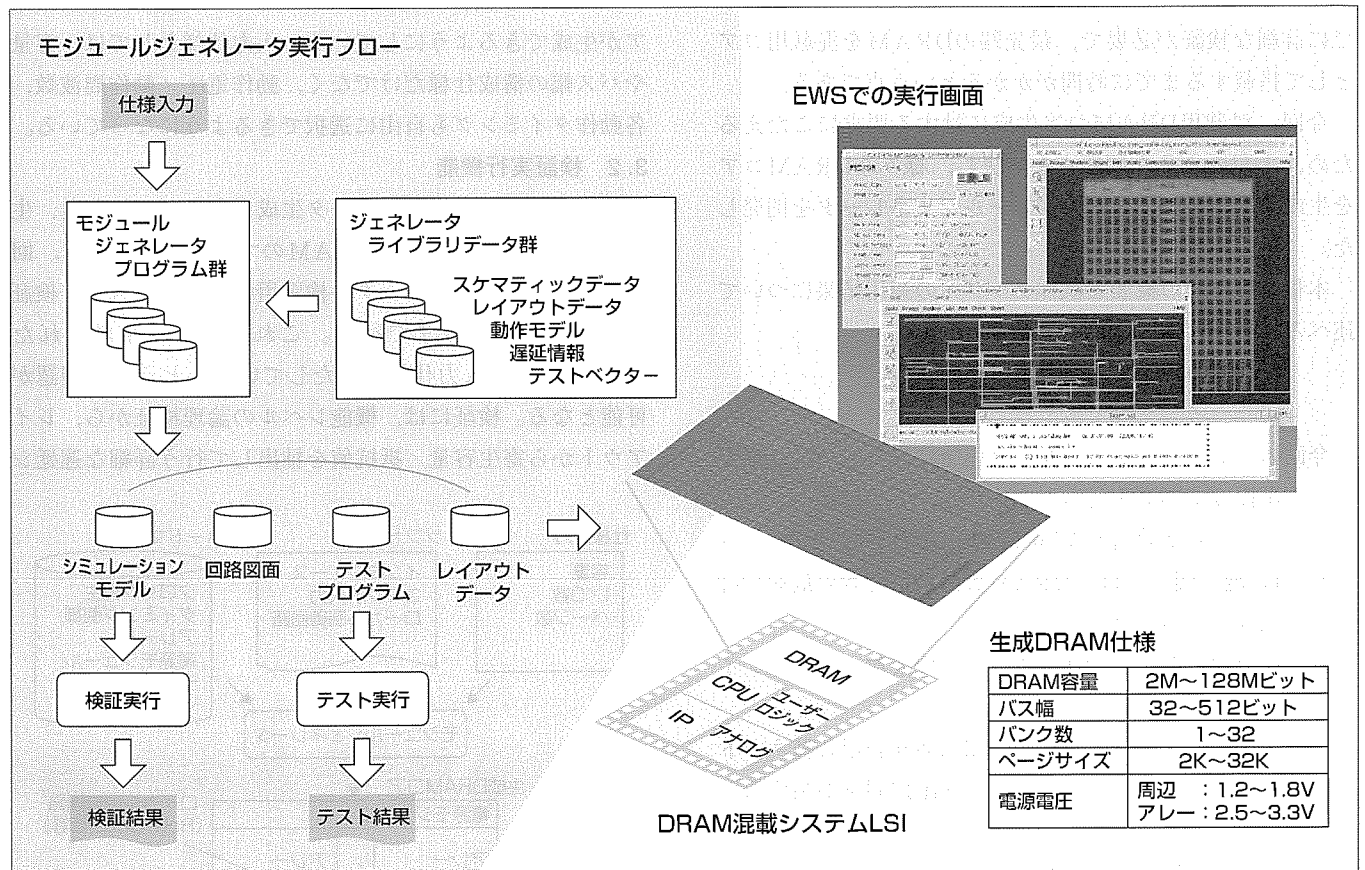 モジュールジェネレータ実行フロー
仕様入力
モジュール
ジェネレータ
プログラム群
ジェネレータ
ライブラリデータ群
スケマティックデータ
レイアウトデータ
動作モデル
遅延情報
テストベクター
シミュレーション
モデル
回路図面
テスト
プログラム
レイアウト
データ
検証実行
テスト実行
検証結果
テスト結果
EWSでの実行画面
DRAM
CPU
ユーザー
ロジック
IP
アナログ
DRAM混載システムLSI
生成DRAM仕様
DRAM容量 2M〜128Mビット
バス幅 32〜512ビット
バンク数 1〜32
ページサイズ 2K〜32K
電源電圧 周辺 :1.2〜1.8V
アレー:2.5〜3.3V